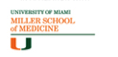 UNIVERSITY OF MIAMI
MILLER SCHOOL
of MEDICINE
U